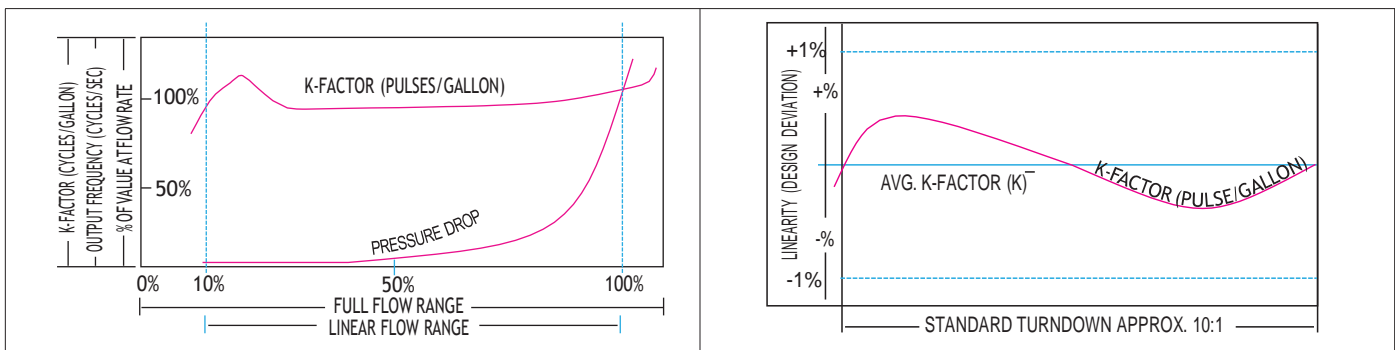 K-FACTOR (CYCLES/GALLON)
OUTPUT FREQUENCY (CYCLES/SEC)
% OF VALUE AT FLOW RATE
100%
50%
K-FACTOR (PULSES/GALLON)
PRESSURE DROP
0%
10%
50%
100%
FULL FLOW RANGE
LINEAR FLOW RANGE
LINEARITY (DESIGN DEVIATION)
+1%
+%
-%
-1%
AVG. K-FACTOR (K)¯
K-FACTOR (PULSE/GALLON)
STANDARD TURNDOWN APPROX. 10:1